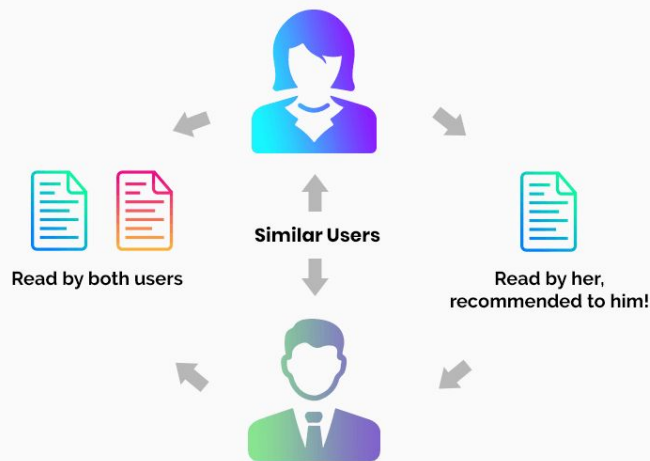 Similar Users
Read by both users
Read by her,
recommended to him!